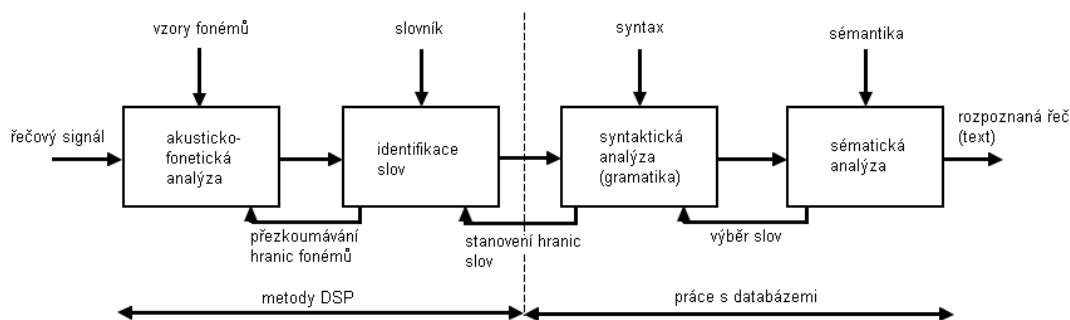 vzory fonémů
slovník
syntax
sémantika
řečový signál
akusticko-
fonetická
analýza
identifikace
slov
syntaktická
analýza
(gramatika)
sématická
analýza
rozpoznaná řeč
(text)
přezkoumávání
hranic fonémů
stanovení hranic
slov
výběr slov
metody DSP
práce s databázemi